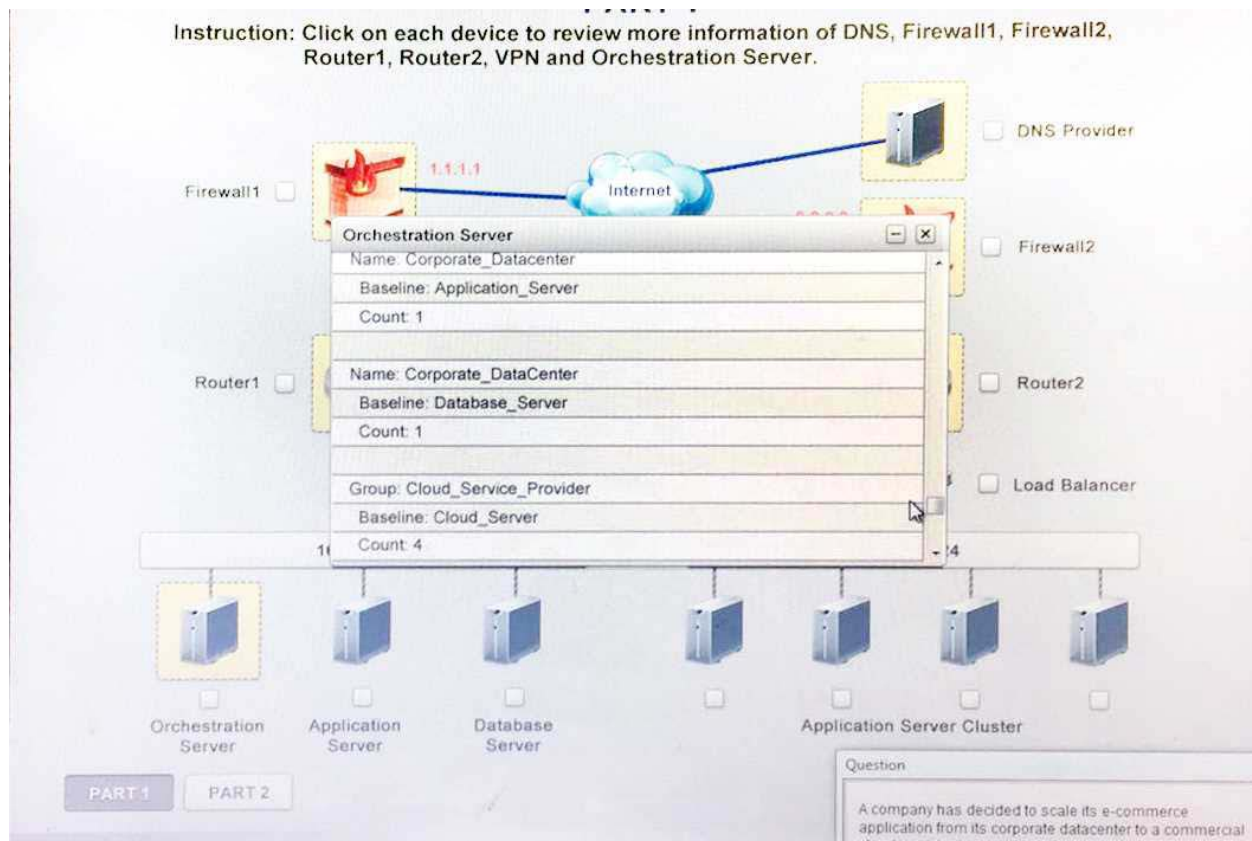 Instruction: Click on each device to review more information of DNS, Firewall1, Firewall2,
Router1, Router2, VPN and Orchestration Server.
DNS Provider
1.1.1.1
Firewall1
Internet
Orchestration Server
Firewall2
Name: Corporate_Datacenter
Baseline: Application_Server
Count: 1
Router1
Name: Corporate_DataCenter
Router2
Baseline: Database_Server
Count: 1
Group: Cloud_Service_Provider
Load Balancer
Baseline: Cloud_Server
Count: 4
Orchestration
Server
Application
Server
Database
Server
Application Server Cluster
Question
PART 1
PART 2
A company has decided to scale its e-commerce
application from its corporate datacenter to a commercial